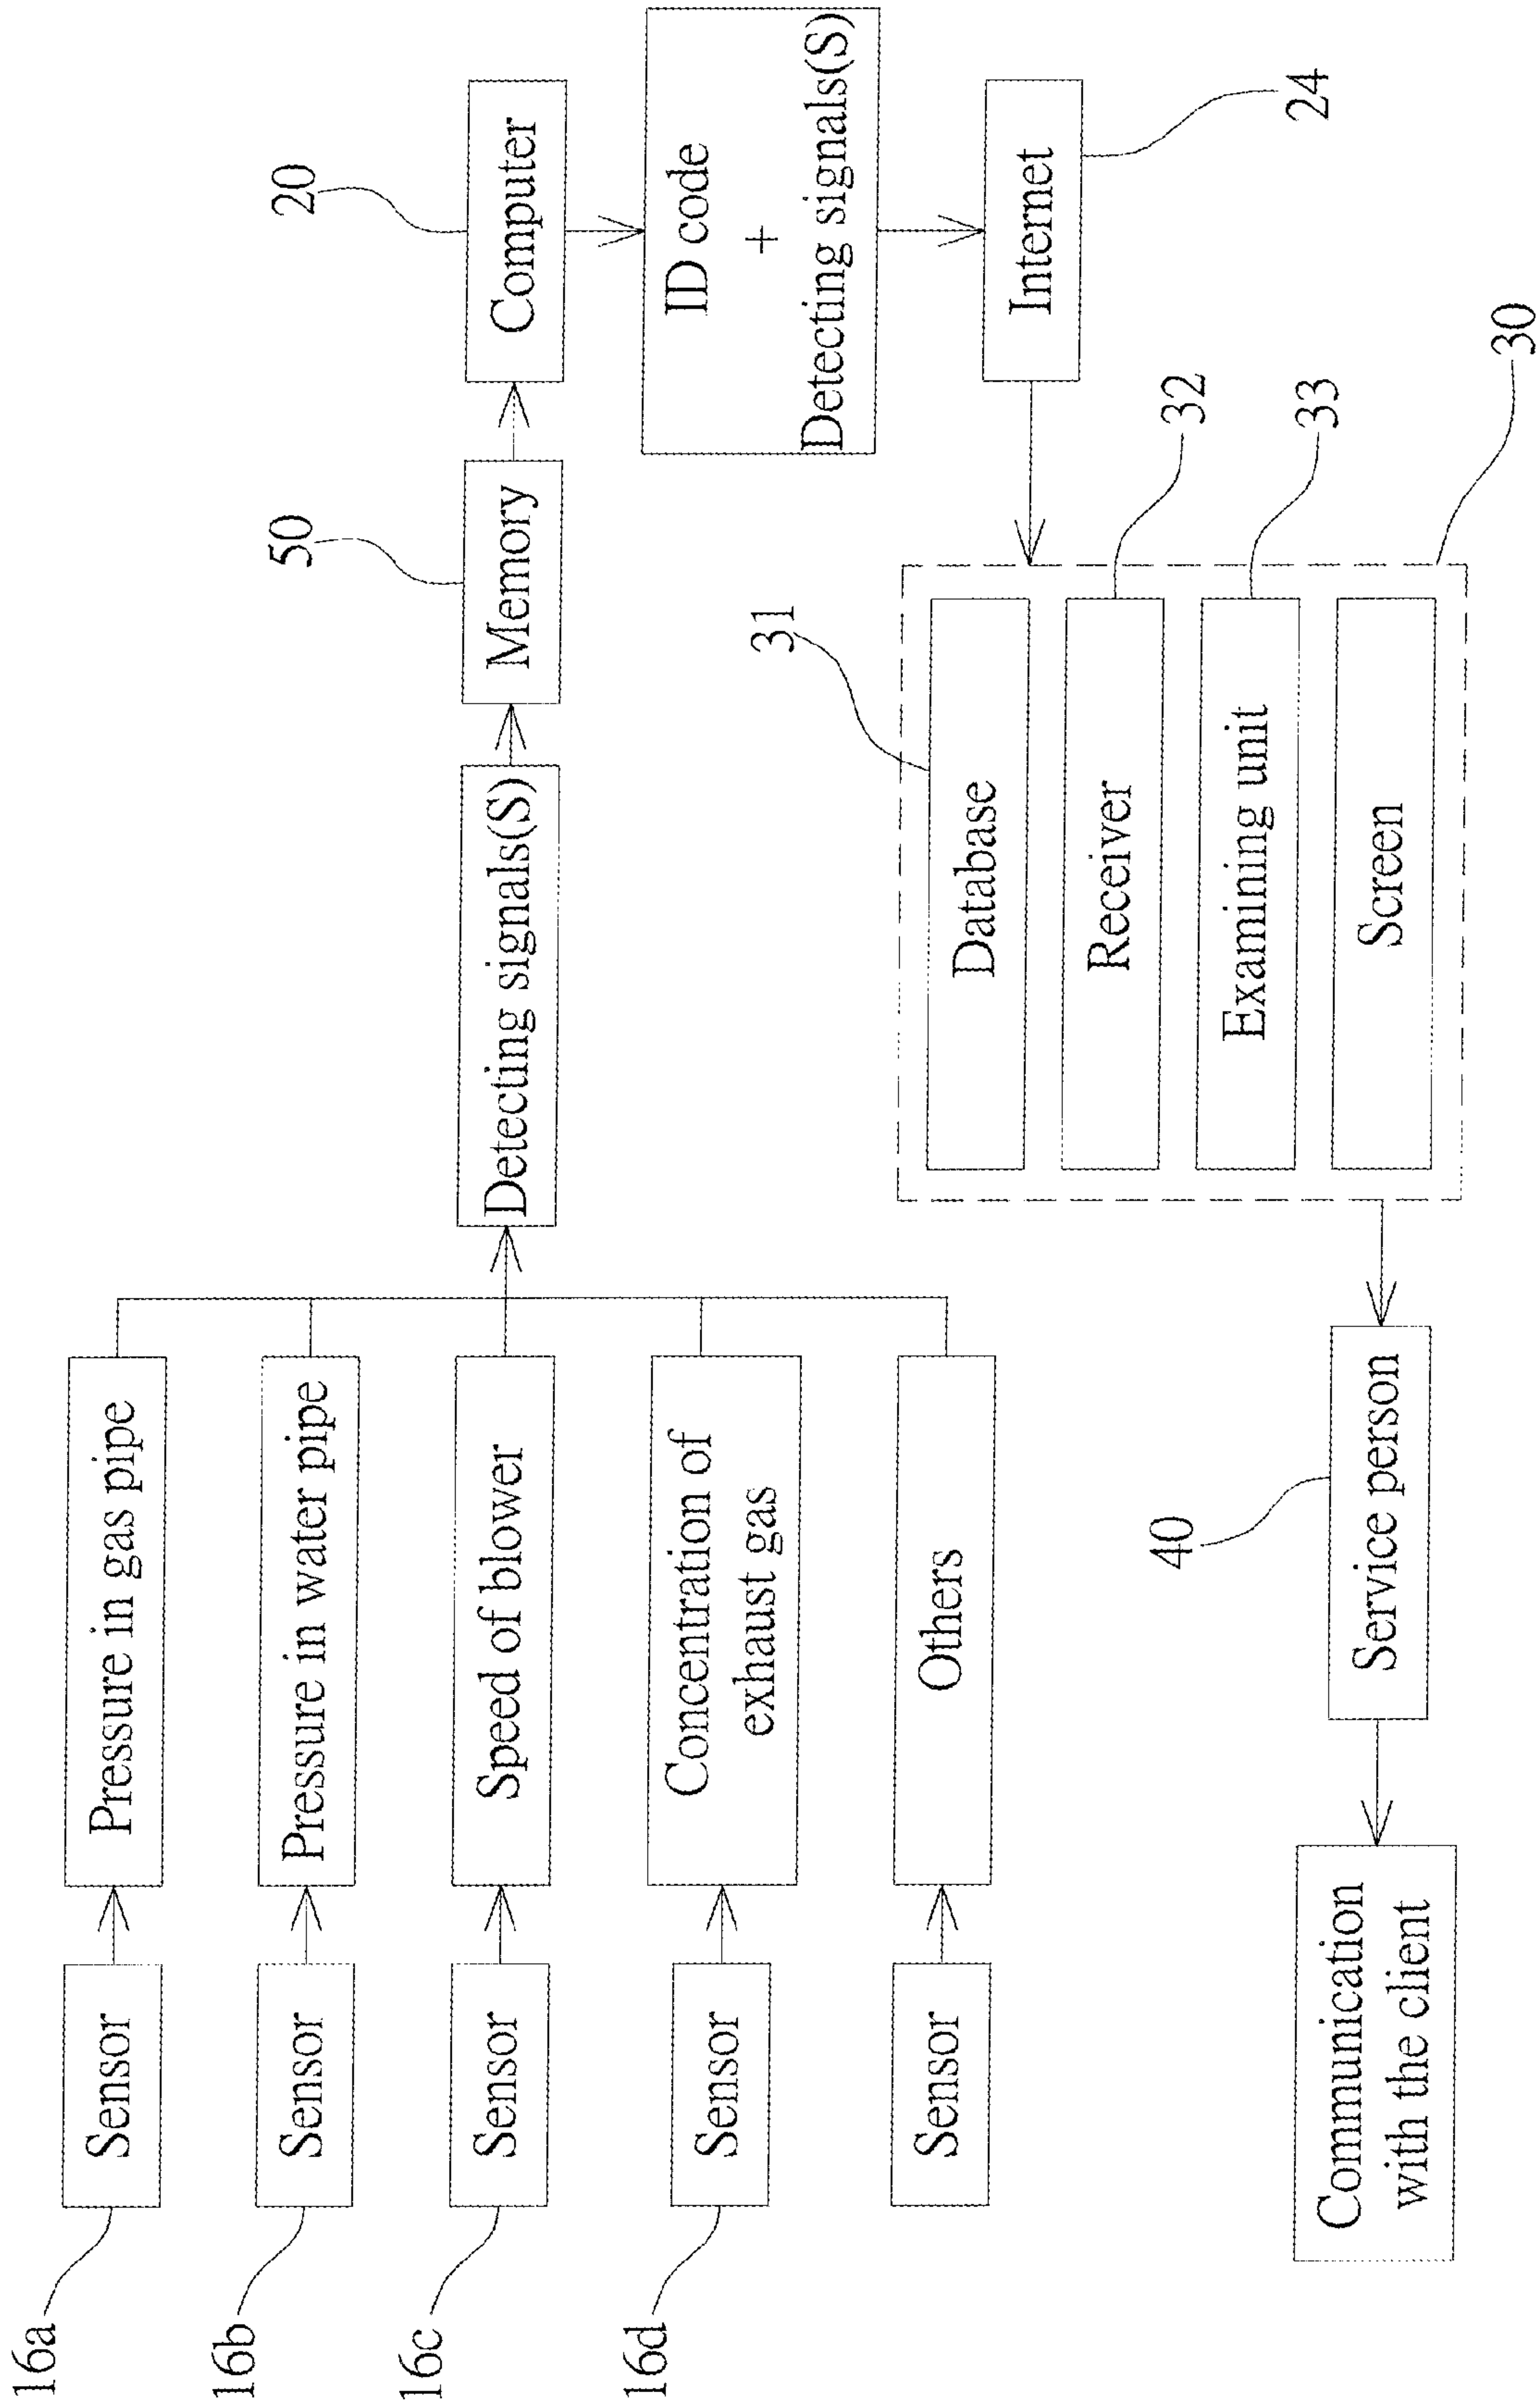 16a
Sensor
Pressure in gas pipe
16b
Sensor
Pressure in water pipe
16c
Sensor
Speed of blower
16d
Sensor
Concentration of
exhaust gas
Sensor
Others
Detecting signals(S)
50
Memory
20
Computer
ID code
+
Detecting signals(S)
Internet
24
31
Database
Receiver
32
Examining unit
33
Screen
30
40
Service person
Communication
with the client